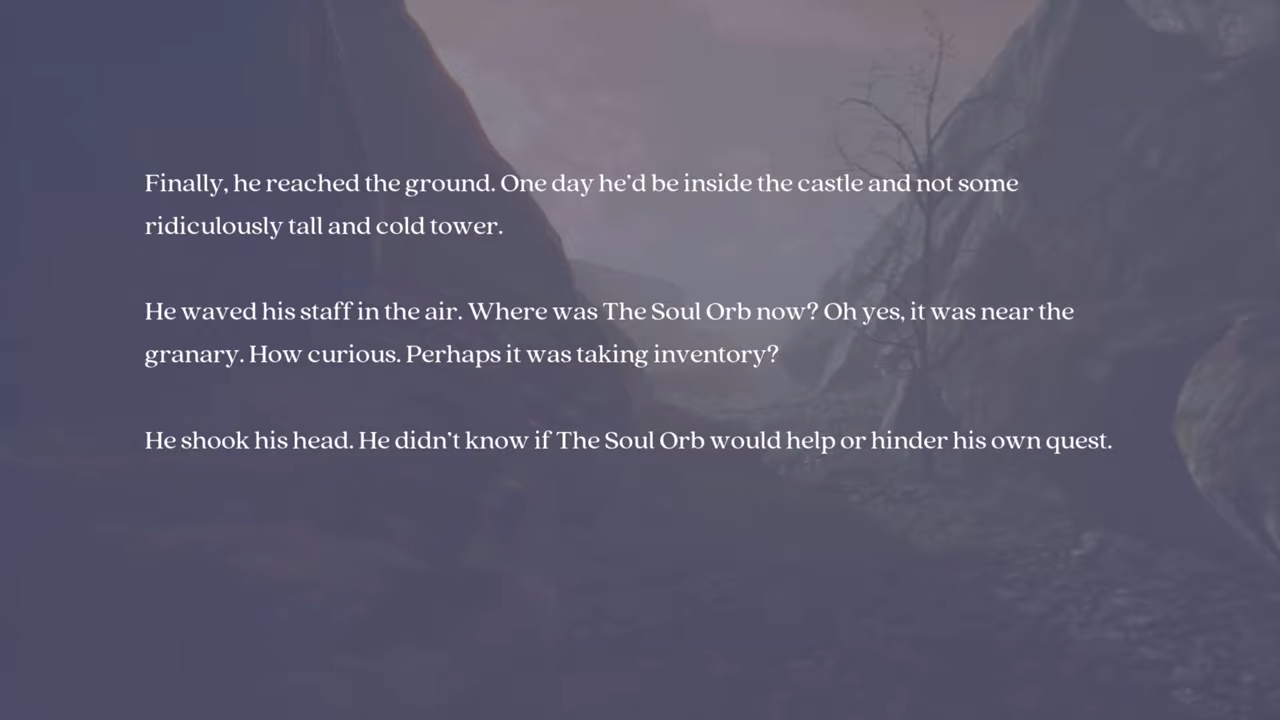 Finally, he reached the ground. One day he'd be inside the castle and not some
ridiculously tall and cold tower.
He waved his staff in the air. Where was The Soul Orb now? Oh yes, it was near the
granary. How curious. Perhaps it was taking inventory?
He shook his head. He didn't know if The Soul Orb would help or hinder his own quest.